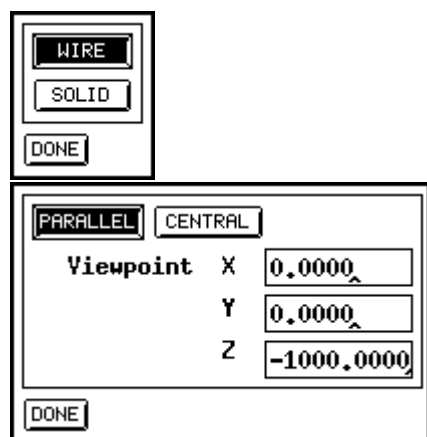 WIRE
SOLID
DONE
PARALLEL CENTRAL
Viewpoint X 0.0000
Y 0.0000
Z -1000.0000
DONE